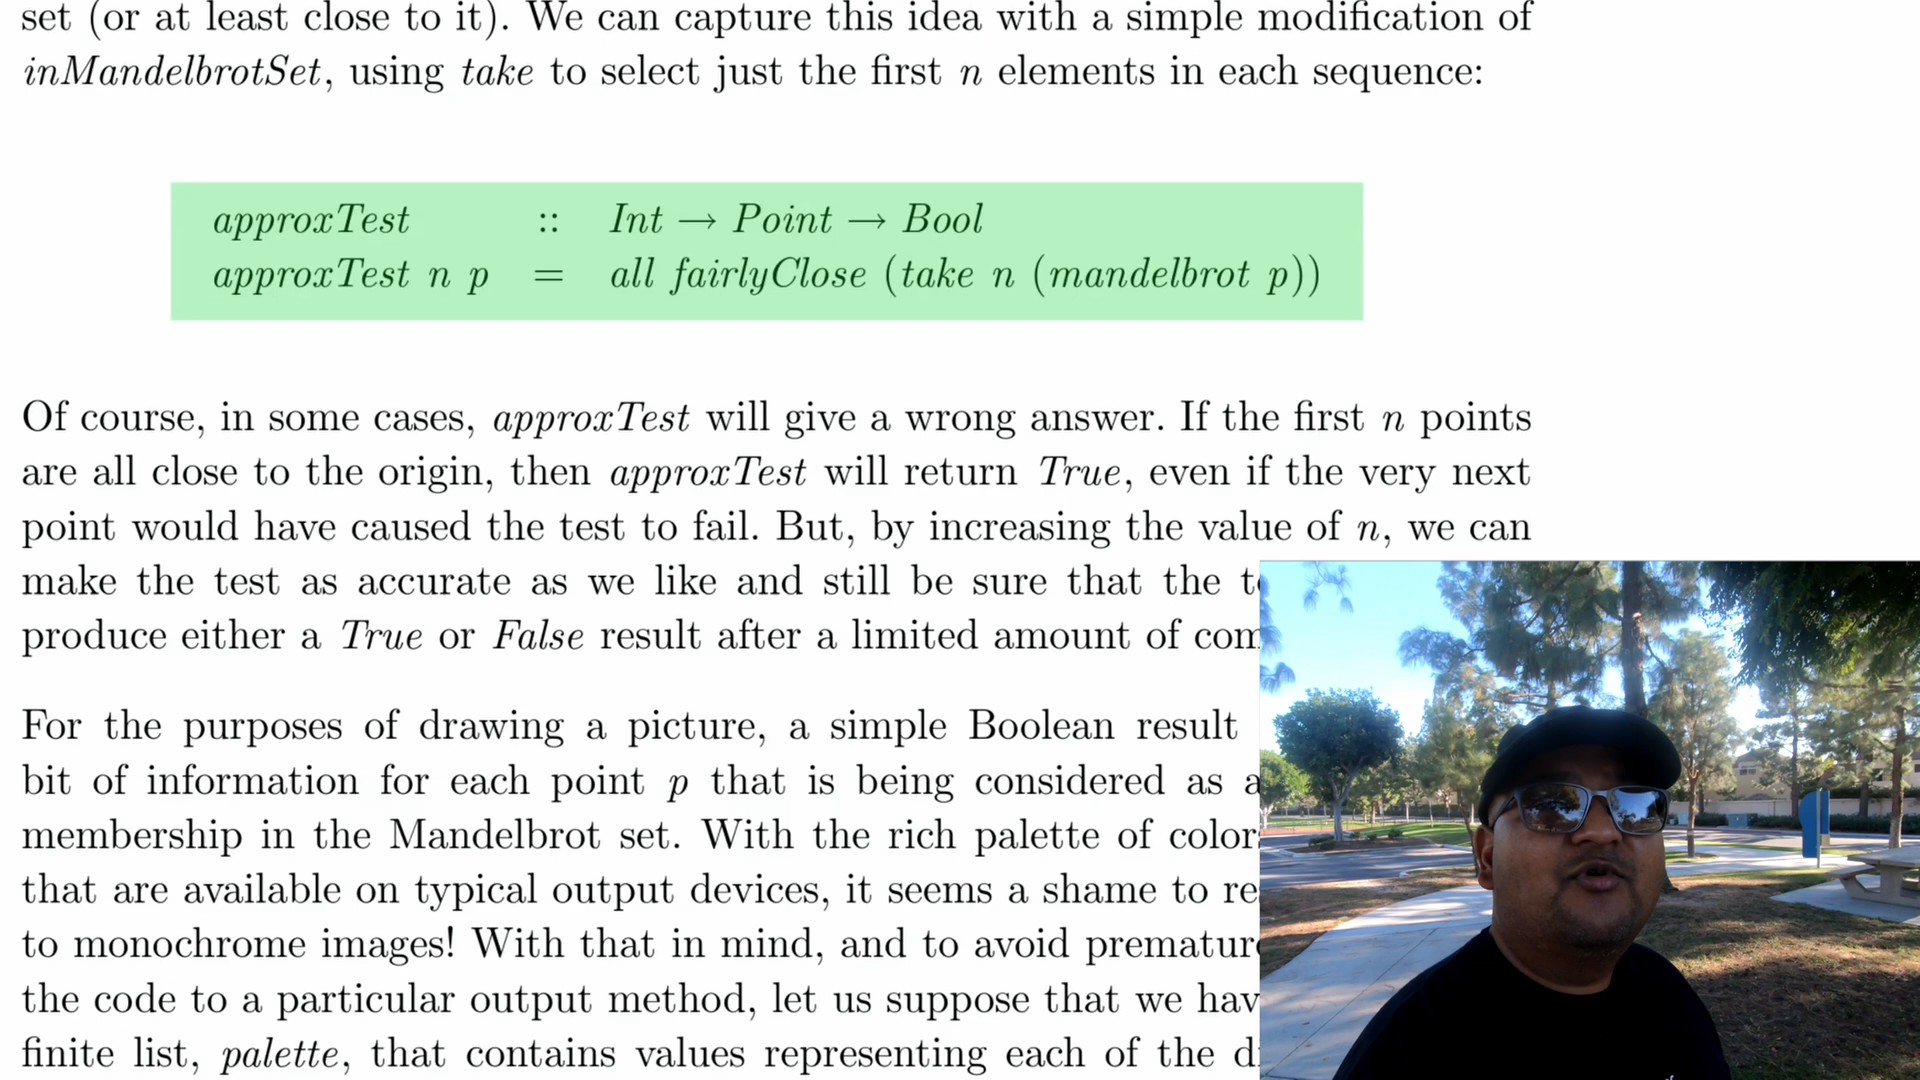 set (or at least close to it). We can capture this idea with a simple modification of
inMandelbrotSet, using take to select just the first n elements in each sequence:
approxTest :: Int → Point → Bool
approxTest n p = all fairlyClose (take n (mandelbrot p))
Of course, in some cases, approxTest will give a wrong answer. If the first n points
are all close to the origin, then approxTest will return True, even if the very next
point would have caused the test to fail. But, by increasing the value of n, we can
make the test as accurate as we like and still be sure that the
produce either a True or False result after a limited amount of
For the purposes of drawing a picture, a simple Boolean result
bit of information for each point p that is being considered as
membership in the Mandelbrot set. With the rich palette of
that are available on typical output devices, it seems a shame to
to monochrome images! With that in mind, and to avoid
the code to a particular output method, let us suppose that we
finite list, palette, that contains values representing each of the